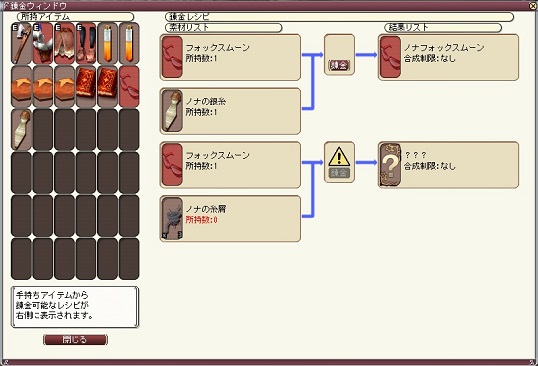 錬金ウィンドウ
所持アイテム
錬金レシピ
素材リスト
結果リスト
E
E
E
E
フォックスムーン
所持数:1
錬金
ノナフォックスムーン
合成制限:なし
ノナの銀糸
所持数:1
フォックスムーン
所持数:1
錬金
???
合成制限:なし
ノナの糸屑
所持数:0
手持ちアイテムから
錬金可能なレシピが
右側に表示されます。
閉じる